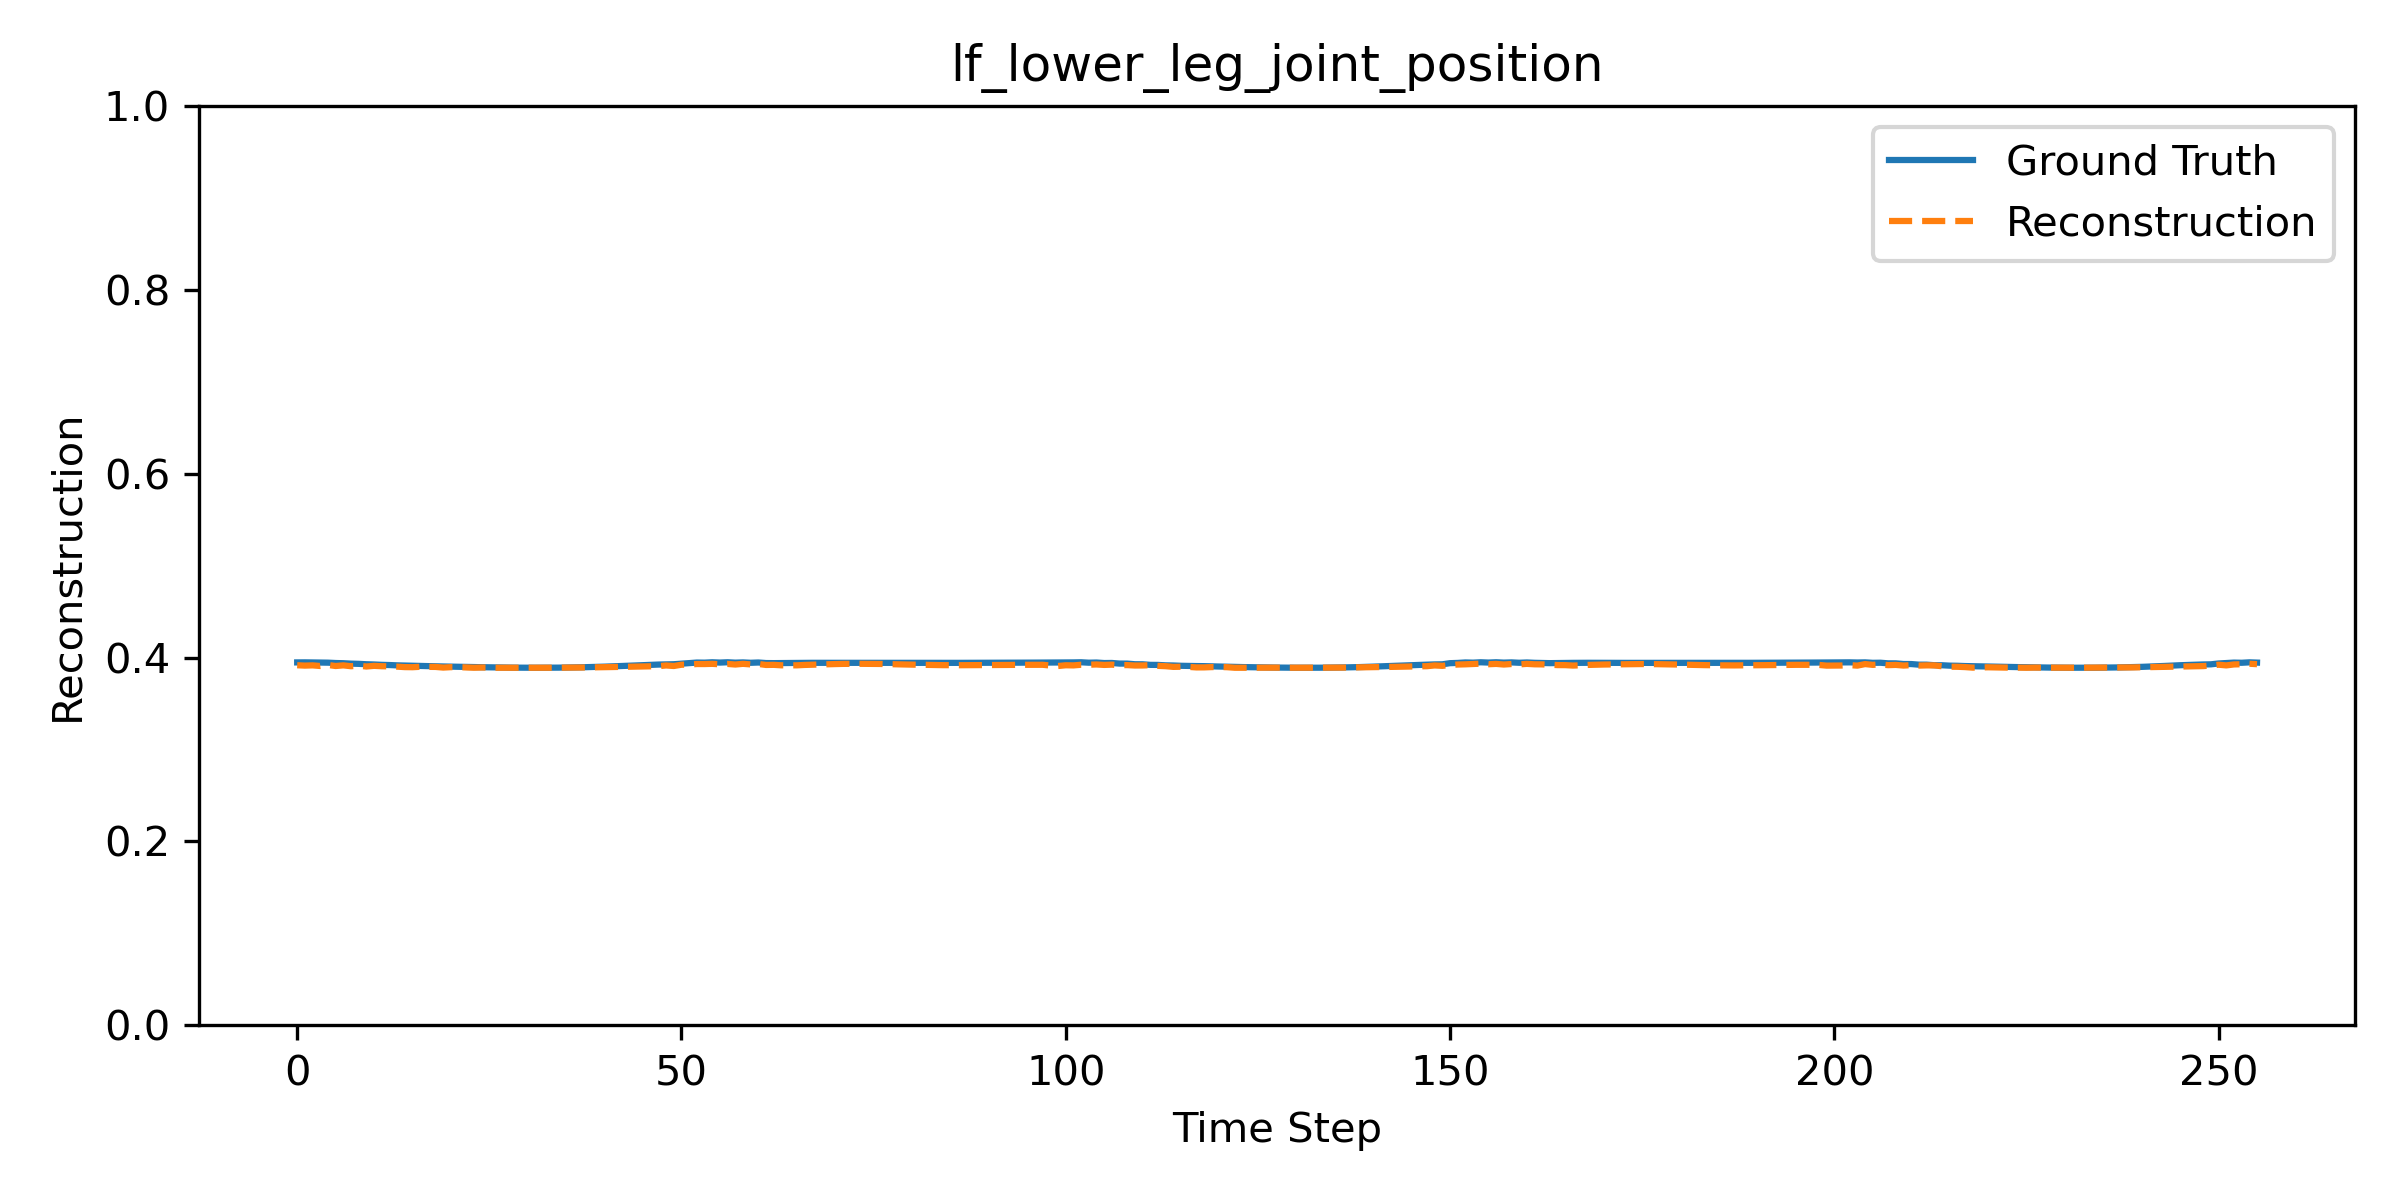 lf_lower_leg_joint_position
1.0
0.8
0.6
0.4
0.2
0.0
Reconstruction
Ground Truth
Reconstruction
0 50 100 150 200 250
Time Step